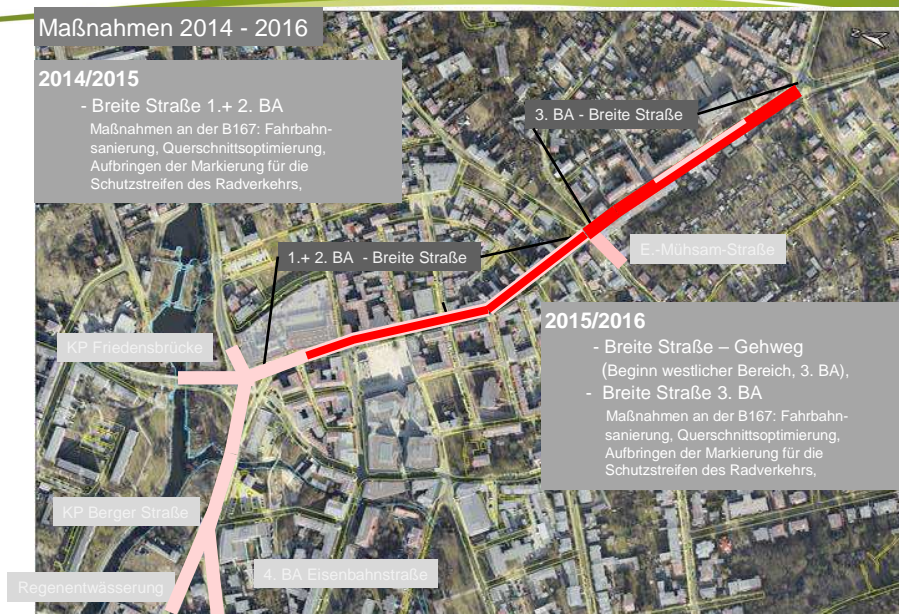 Maßnahmen 2014 - 2016
2014/2015
- Breite Straße 1.+ 2. BA
Maßnahmen an der B167: Fahrbahn-
sanierung, Querschnittsoptimierung,
Aufbringen der Markierung für die
Schutzstreifen des Radverkehrs,
3. BA - Breite Straße
1.+ 2. BA - Breite Straße
E.-Mühsam-Straße
KP Friedensbrücke
2015/2016
- Breite Straße – Gehweg
(Beginn westlicher Bereich, 3. BA),
- Breite Straße 3. BA
Maßnahmen an der B167: Fahrbahn-
sanierung, Querschnittsoptimierung,
Aufbringen der Markierung für die
Schutzstreifen des Radverkehrs,
KP Berger Straße
4. BA Eisenbahnstraße
Regenentwässerung